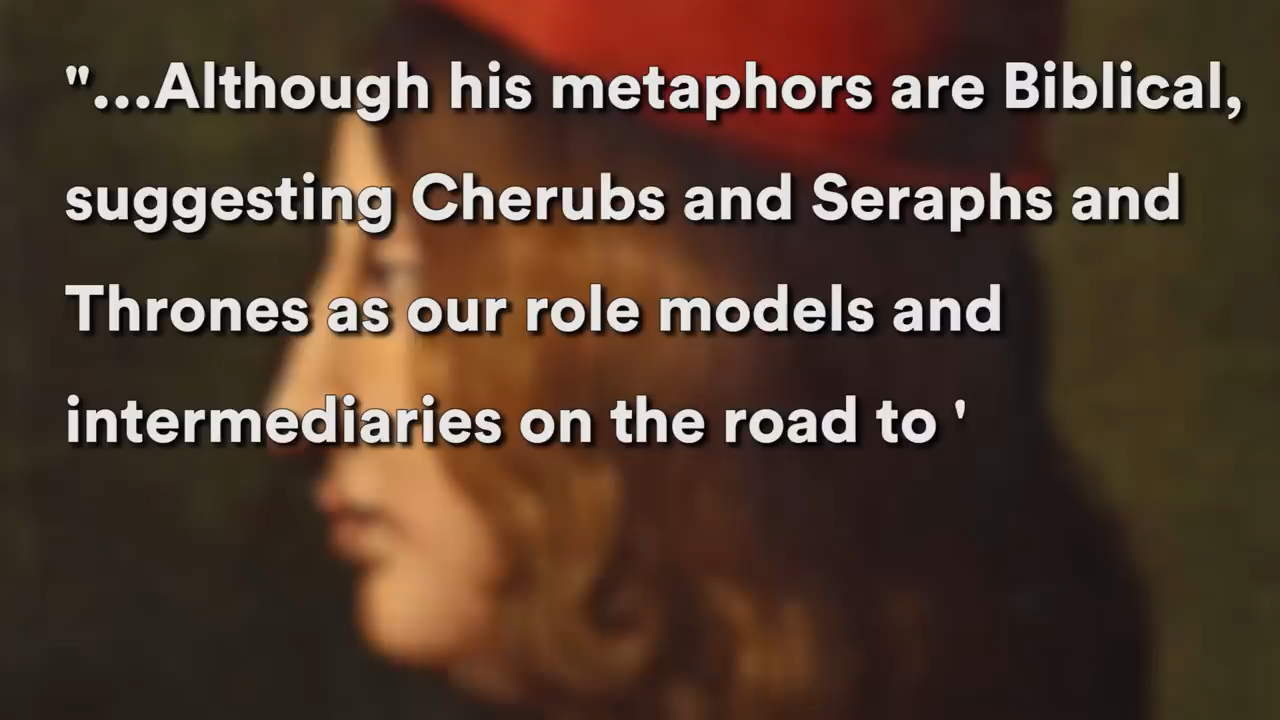 "...Although his metaphors are Biblical,
suggesting Cherubs and Seraphs and
Thrones as our role models and
intermediaries on the road to '